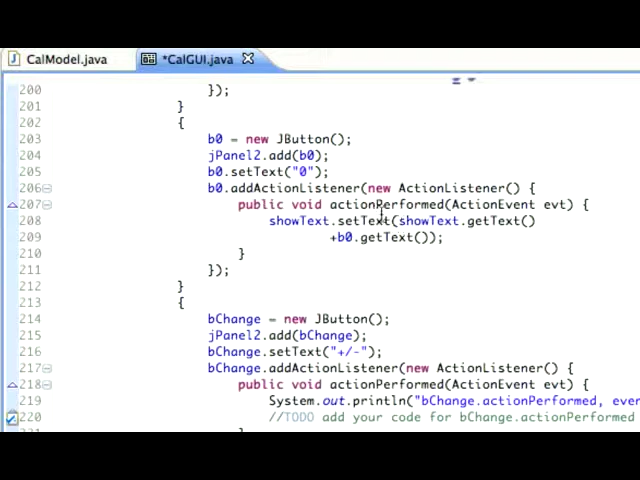 CalModel.java *CalGUI.java
200 });
201 }
202 {
203 b0 = new JButton();
204 jPanel2.add(b0);
205 b0.setText("0");
206 b0.addActionListener(new ActionListener() {
207 public void actionPerformed(ActionEvent evt) {
208 showText.setText(showText.getText()
209 +b0.getText());
210 }
211 });
212 }
213 {
214 bChange = new JButton();
215 jPanel2.add(bChange);
216 bChange.setText("+/-");
217 bChange.addActionListener(new ActionListener() {
218 public void actionPerformed(ActionEvent evt) {
219 System.out.println("bChange.actionPerformed, even
220 //TODO add your code for bChange.actionPerformed